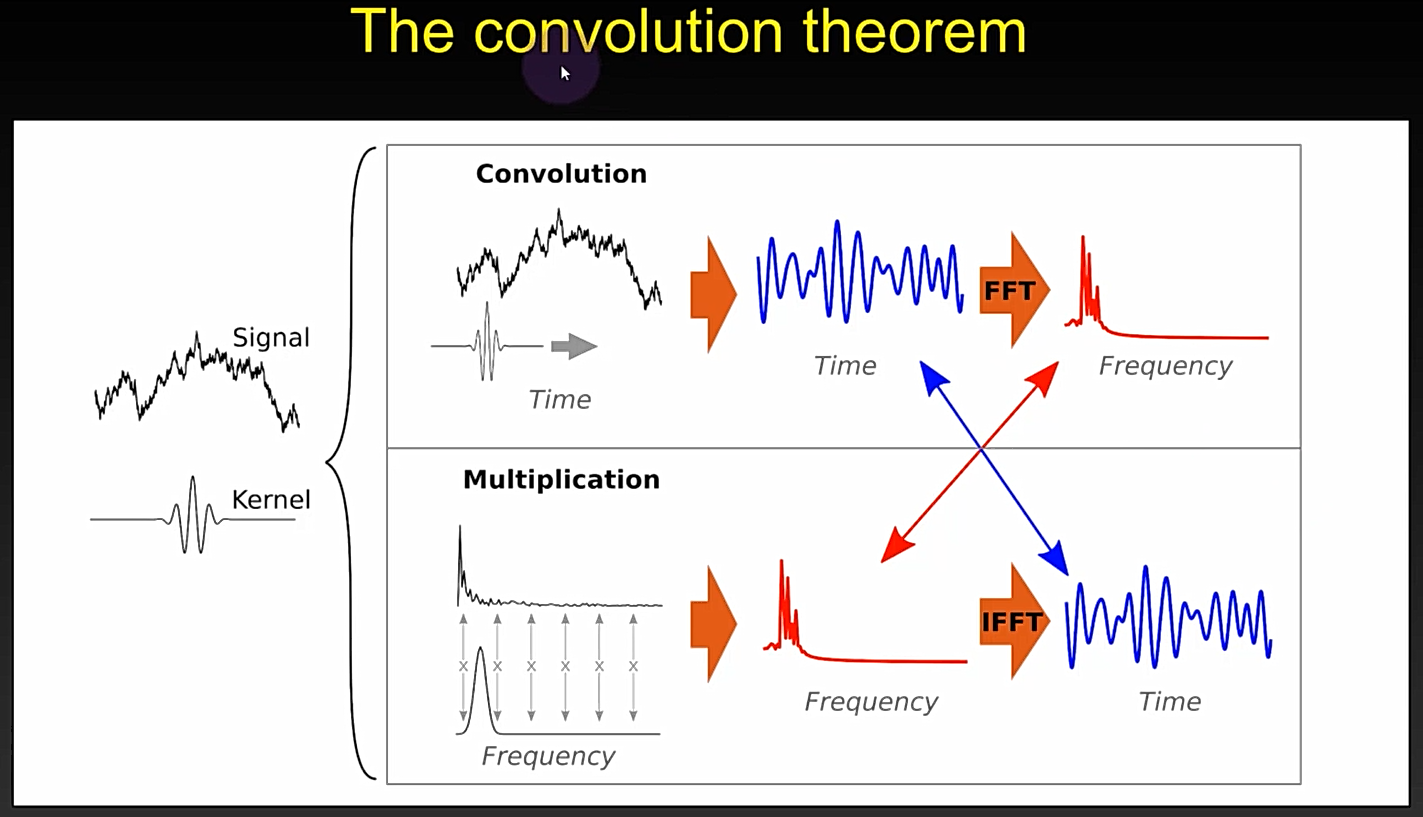 The convolution theorem
Signal
Kernel
Convolution
Time
Time
FFT
Frequency
Multiplication
x x x x x x
Frequency
Frequency
IFFT
Time